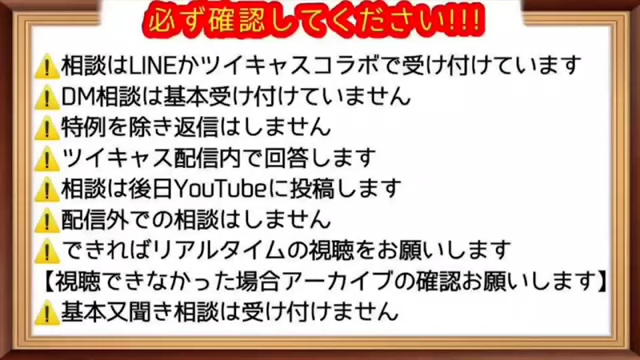 必ず確認してください!!!
⚠️相談はLINEかツイキャスコラボで受け付けています
⚠️DM相談は基本受け付けていません
⚠️特例を除き返信はしません
⚠️ツイキャス配信内で回答します
⚠️相談は後日YouTubeに投稿します
⚠️配信外での相談はしません
⚠️できればリアルタイムの視聴をお願いします
【視聴できなかった場合アーカイブの確認お願いします】
⚠️基本又聞き相談は受け付けません